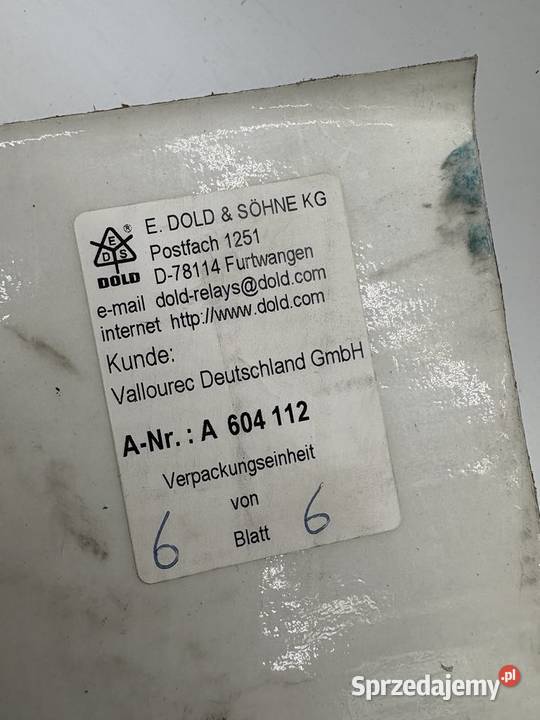 E. DOLD & SÖHNE KG
Postfach 1251
D-78114 Furtwangen
E
D S
®
DOLD
e-mail dold-relays@dold.com
internet http://www.dold.com
Kunde:
Vallourec Deutschland GmbH
A-Nr. : A 604 112
Verpackungseinheit
6 von 6
Blatt
Sprzedajemy.pl